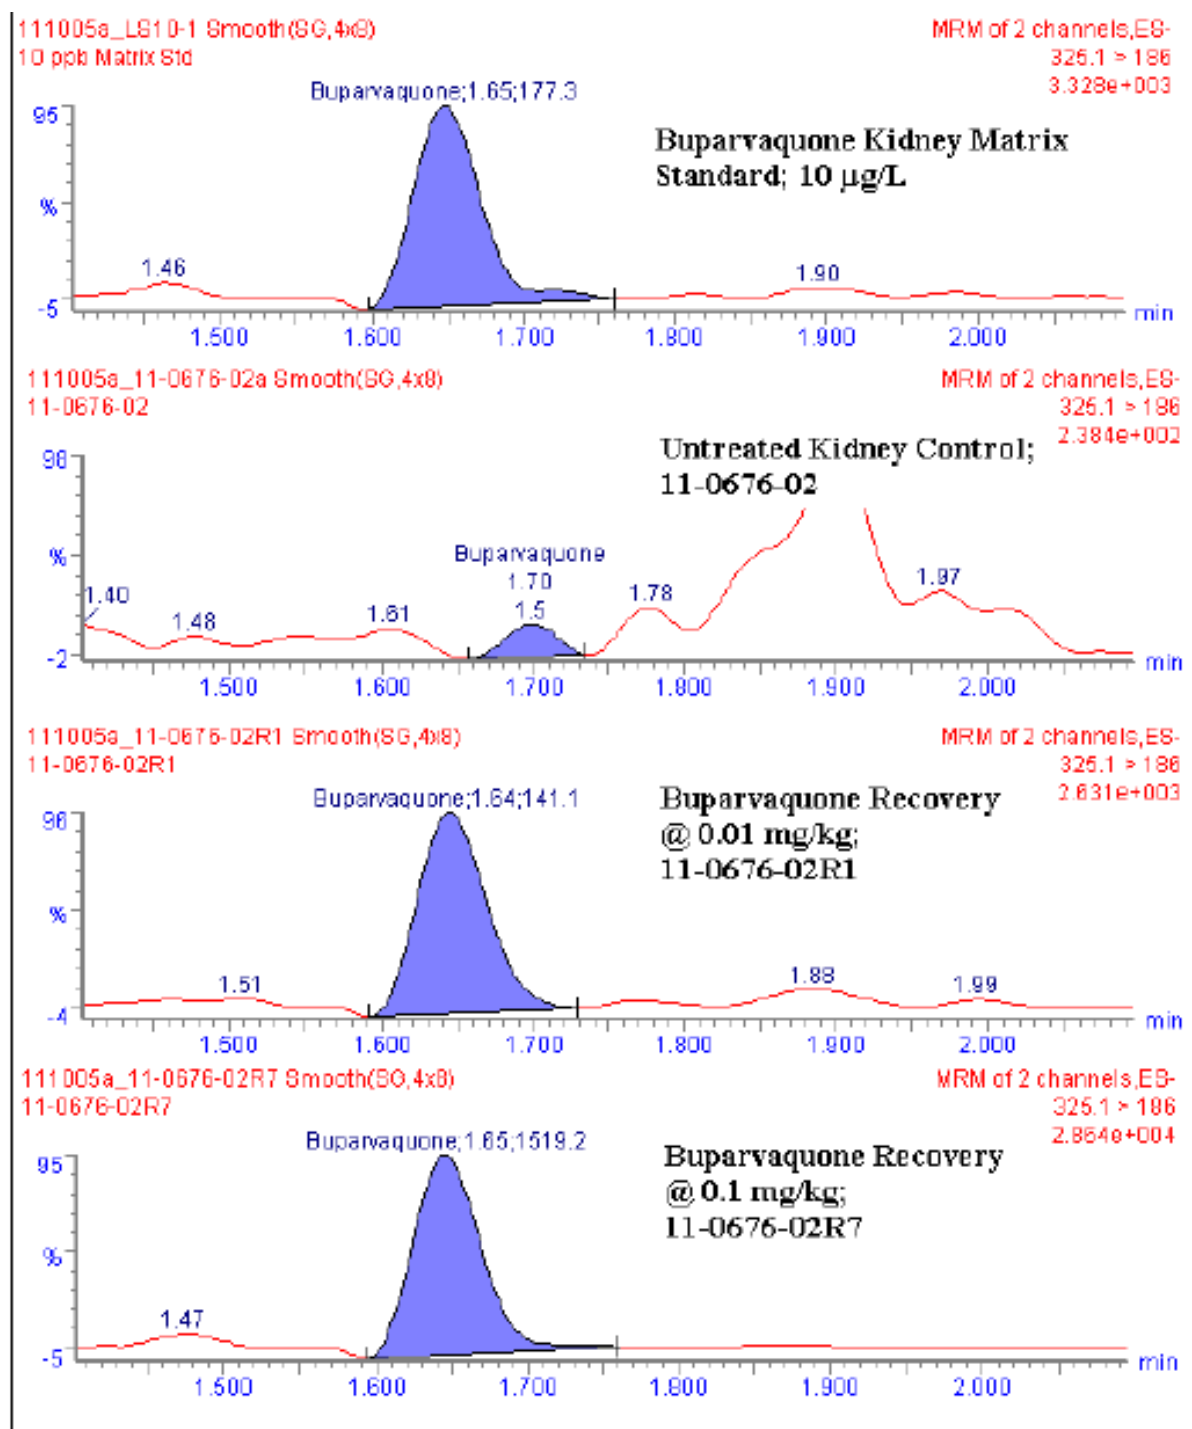 111005a_LS10-1 Smooth(SG,4x8)
10 ppb Matrix Std
MRM of 2 channels,ES-
325.1 > 186
3.328e+003
Buparvaquone;1.65;177.3
Buparvaquone Kidney Matrix
Standard; 10 µg/L
95
%
-5
1.46
1.90
1.500 1.600 1.700 1.800 1.900 2.000 min
111005a_11-0676-02a Smooth(SG,4x8)
11-0676-02
MRM of 2 channels,ES-
325.1 > 186
2.384e+002
Untreated Kidney Control;
11-0676-02
98
%
-2
Buparvaquone
1.70
1.5
1.40
1.48
1.61
1.78
1.97
1.500 1.600 1.700 1.800 1.900 2.000 min
111005a_11-0676-02R1 Smooth(SG,4x8)
11-0676-02R1
MRM of 2 channels,ES-
325.1 > 186
2.631e+003
Buparvaquone;1.64;141.1
Buparvaquone Recovery
@ 0.01 mg/kg;
11-0676-02R1
96
%
-4
1.51
1.88
1.99
1.500 1.600 1.700 1.800 1.900 2.000 min
111005a_11-0676-02R7 Smooth(SG,4x8)
11-0676-02R7
MRM of 2 channels,ES-
325.1 > 186
2.864e+004
Buparvaquone;1.65;1519.2
Buparvaquone Recovery
@ 0.1 mg/kg;
11-0676-02R7
95
%
-5
1.47
1.500 1.600 1.700 1.800 1.900 2.000 min